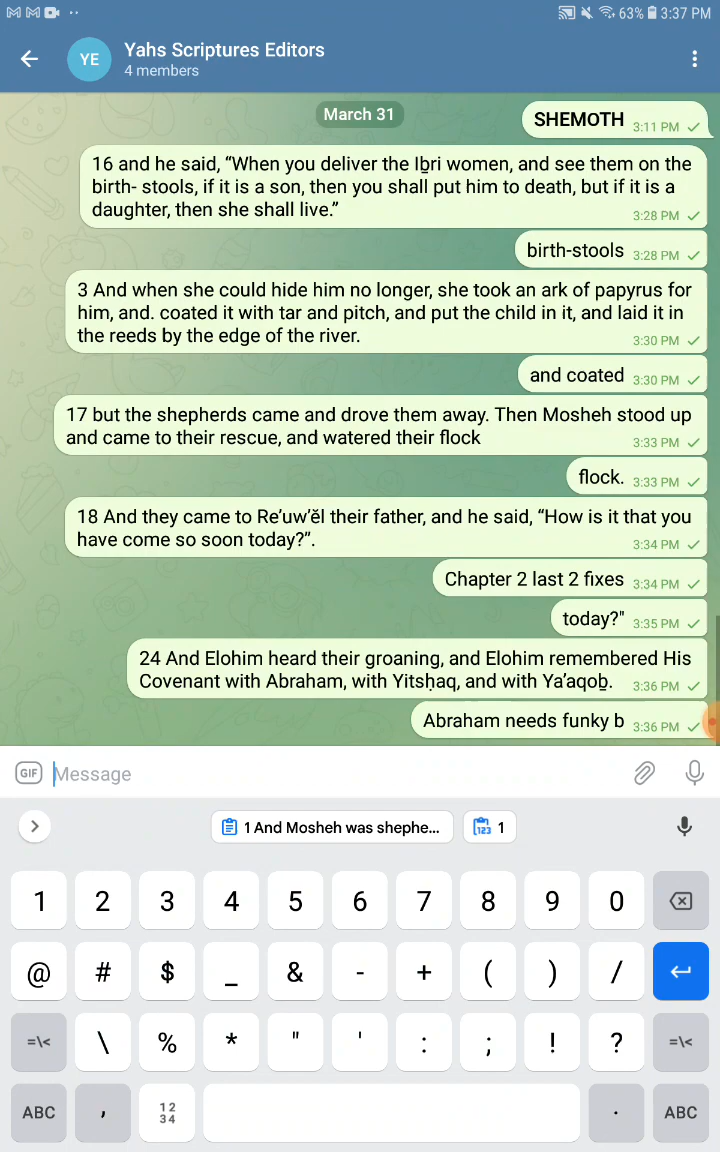 63% 3:37 PM
YE
Yahs Scriptures Editors
4 members
March 31
SHEMOTH 3:11 PM
16 and he said, “When you deliver the Iḇri women, and see them on the
birth- stools, if it is a son, then you shall put him to death, but if it is a
daughter, then she shall live.”
3:28 PM
birth-stools 3:28 PM
3 And when she could hide him no longer, she took an ark of papyrus for
him, and. coated it with tar and pitch, and put the child in it, and laid it in
the reeds by the edge of the river.
3:30 PM
and coated 3:30 PM
17 but the shepherds came and drove them away. Then Mosheh stood up
and came to their rescue, and watered their flock
3:33 PM
flock. 3:33 PM
18 And they came to Re’uw’ĕl their father, and he said, “How is it that you
have come so soon today?”.
3:34 PM
Chapter 2 last 2 fixes 3:34 PM
today?" 3:35 PM
24 And Elohim heard their groaning, and Elohim remembered His
Covenant with Abraham, with Yitsḥaq, and with Ya’aqoḇ. 3:36 PM
Abraham needs funky b 3:36 PM
GIF Message
1 And Mosheh was shephe... 123 1
1 2 3 4 5 6 7 8 9 0
@ # $ _ & - + ( ) /
=\< \ % * " ' : ; ! ? =\<
ABC , 12 . ABC
34